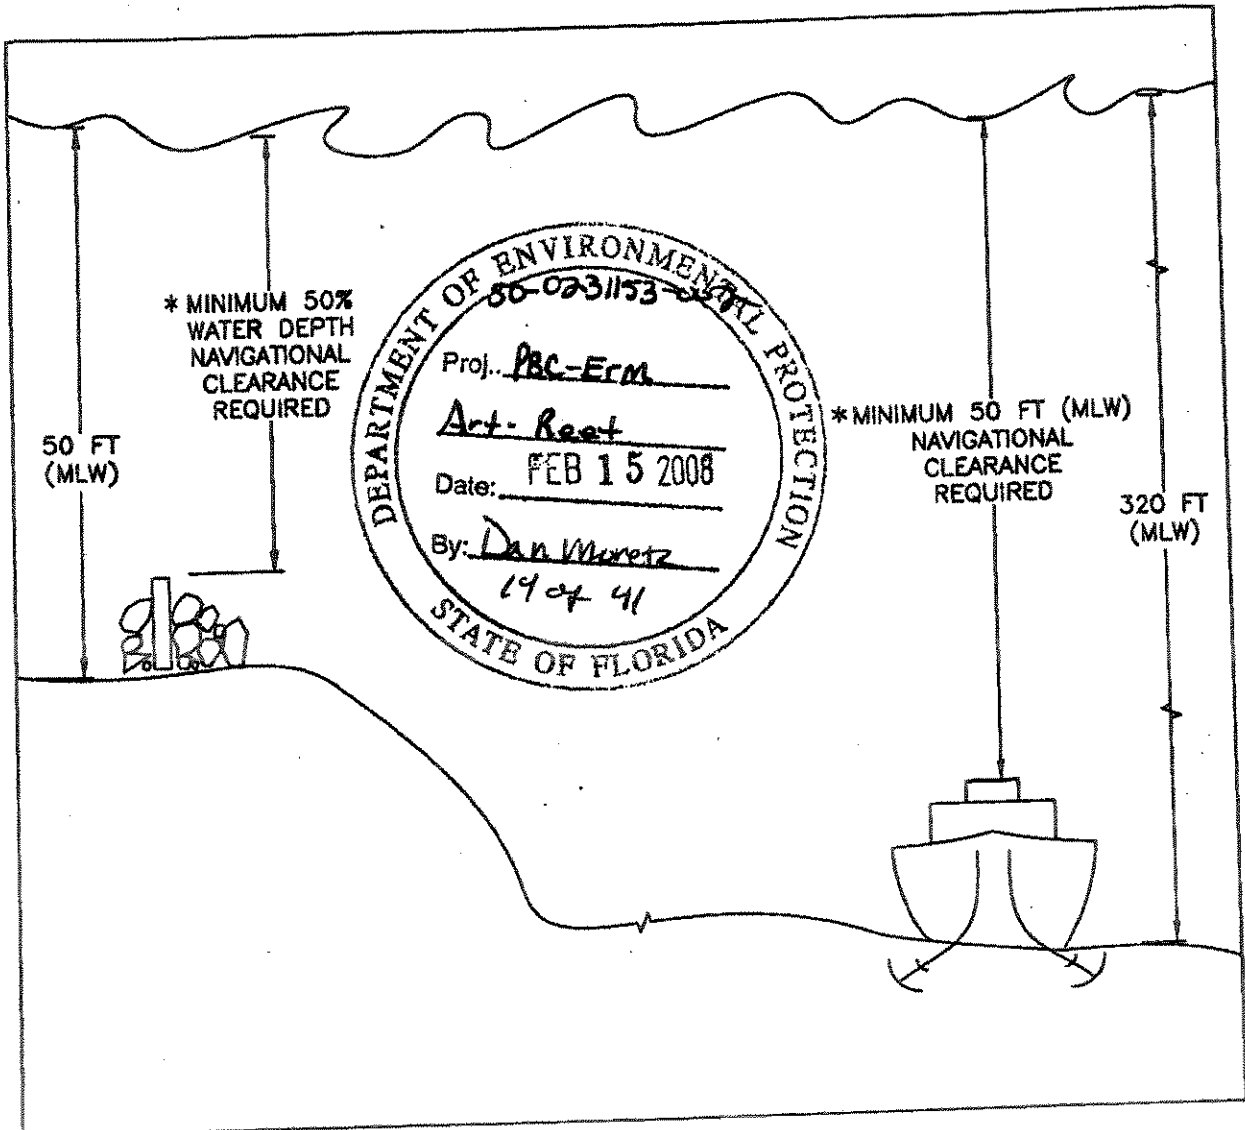 * MINIMUM 50%
WATER DEPTH
NAVIGATIONAL
CLEARANCE
REQUIRED
50 FT
(MLW)
DEPARTMENT OF ENVIRONMENTAL PROTECTION
Proj.. PBC-Erm
Art- Reef
Date: FEB 15 2008
By: Dan Moretz
19 of 41
STATE OF FLORIDA
* MINIMUM 50 FT (MLW)
NAVIGATIONAL
CLEARANCE
REQUIRED
320 FT
(MLW)